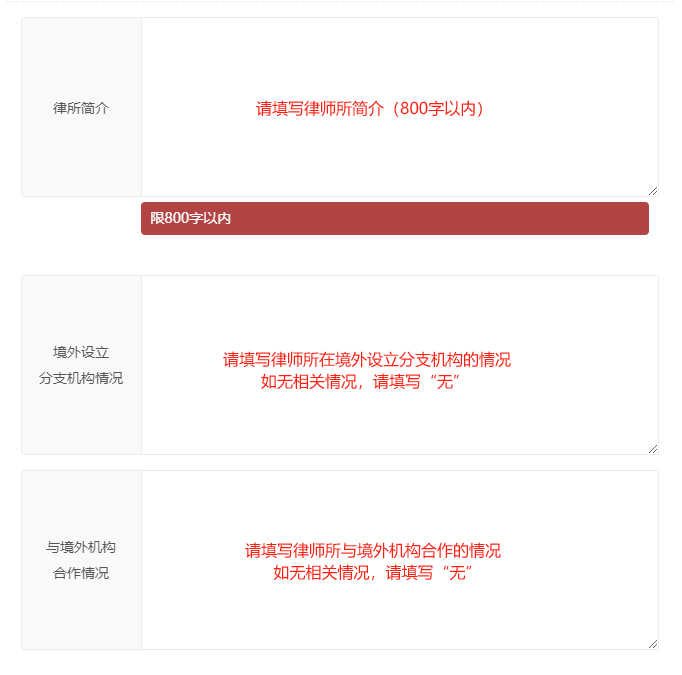 律所简介
请填写律师所简介（800字以内）
限800字以内
境外设立
分支机构情况
请填写律师所在境外设立分支机构的情况
如无相关情况，请填写“无”
与境外机构
合作情况
请填写律师所与境外机构合作的情况
如无相关情况，请填写“无”